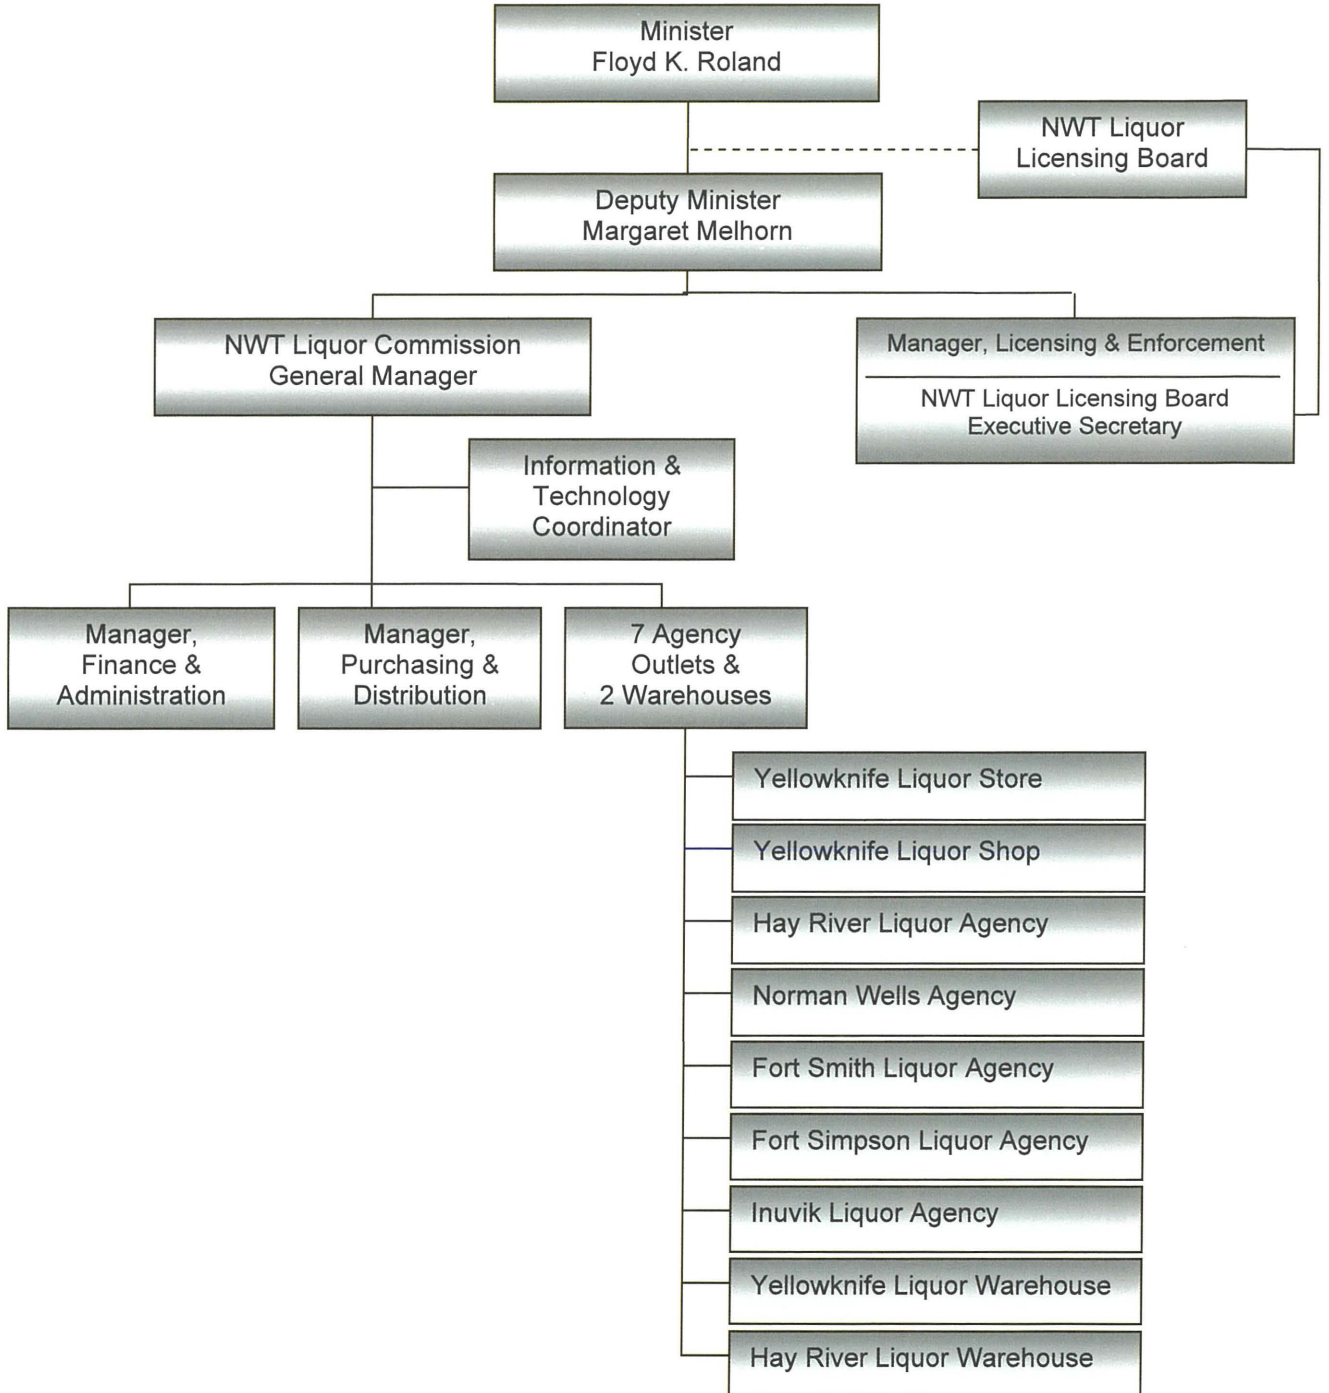 Minister
Floyd K. Roland
NWT Liquor
Licensing Board
Deputy Minister
Margaret Melhorn
NWT Liquor Commission
General Manager
Manager, Licensing & Enforcement
NWT Liquor Licensing Board
Executive Secretary
Information &
Technology
Coordinator
Manager,
Finance &
Administration
Manager,
Purchasing &
Distribution
7 Agency
Outlets &
2 Warehouses
Yellowknife Liquor Store
Yellowknife Liquor Shop
Hay River Liquor Agency
Norman Wells Agency
Fort Smith Liquor Agency
Fort Simpson Liquor Agency
Inuvik Liquor Agency
Yellowknife Liquor Warehouse
Hay River Liquor Warehouse